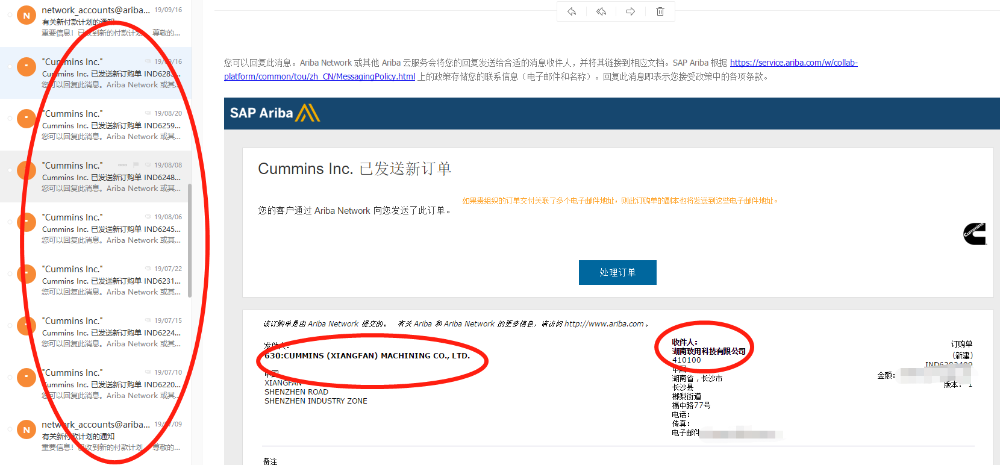 N
network_accounts@ariba...
19/09/16
有关新付款计划的通知
重要信息！已收到新的付款计划。 尊敬的...
"Cummins Inc."
19/09/16
Cummins Inc. 已发送新订购单 IND6283...
您可以回复此消息。Ariba Network 或其...
"Cummins Inc."
19/08/20
Cummins Inc. 已发送新订购单 IND6259...
您可以回复此消息。Ariba Network 或其...
"Cummins Inc."
19/08/08
Cummins Inc. 已发送新订购单 IND6248...
您可以回复此消息。Ariba Network 或其...
"Cummins Inc."
19/08/06
Cummins Inc. 已发送新订购单 IND6245...
您可以回复此消息。Ariba Network 或其...
"Cummins Inc."
19/07/22
Cummins Inc. 已发送新订购单 IND6231...
您可以回复此消息。Ariba Network 或其...
"Cummins Inc."
19/07/15
Cummins Inc. 已发送新订购单 IND6224...
您可以回复此消息。Ariba Network 或其...
"Cummins Inc."
19/07/10
Cummins Inc. 已发送新订购单 IND6220...
您可以回复此消息。Ariba Network 或其...
N
network_accounts@ariba...
19/07/09
有关新付款计划的通知
重要信息！已收到新的付款计划。 尊敬的...
您可以回复此消息。Ariba Network 或其他 Ariba 云服务会将您的回复发送给合适的消息收件人，并将其链接到相应文档。SAP Ariba 根据 https://service.ariba.com/w/collab-
platform/common/tou/zh_CN/MessagingPolicy.html 上的政策存储您的联系信息（电子邮件和名称）。回复此消息即表示您接受政策中的各项条款。
SAP Ariba
Cummins Inc. 已发送新订单
如果贵组织的订单交付关联了多个电子邮件地址，则此订购单的副本也将发送到这些电子邮件地址。
您的客户通过 Ariba Network 向您发送了此订单。
Cummins
处理订单
该订购单是由 Ariba Network 提交的。 有关 Ariba 和 Ariba Network 的更多信息，请访问 http://www.ariba.com。
发件人：
630:CUMMINS (XIANGFAN) MACHINING CO., LTD.
中国
XIANGFAN
SHENZHEN ROAD
SHENZHEN INDUSTRY ZONE
收件人：
湖南致用科技有限公司
410100
中国
湖南省，长沙市
长沙县
榔梨街道
福中路77号
电话：
传真：
电子邮件
订购单
（新建）
金额：
版本： 1
备注